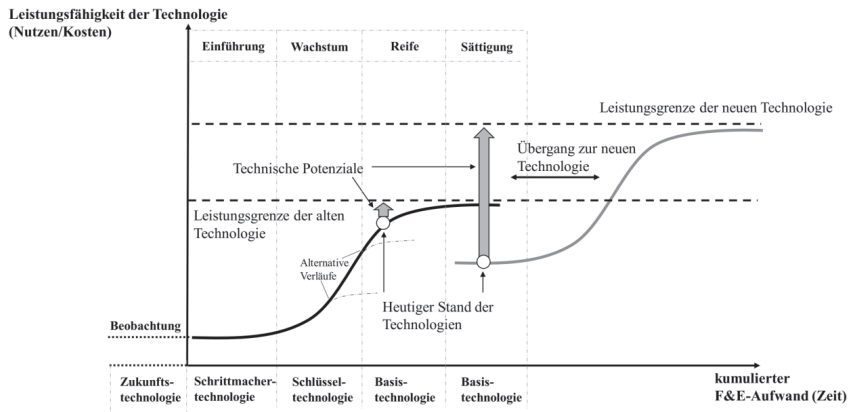 Leistungsfähigkeit der Technologie
(Nutzen/Kosten)
Einführung
Wachstum
Reife
Sättigung
Leistungsgrenze der neuen Technologie
Übergang zur neuen
Technologie
Technische Potenziale
Leistungsgrenze der alten
Technologie
Alternative
Verläufe
Heutiger Stand der
Technologien
Beobachtung
Zukunfts-
technologie
Schrittmacher-
technologie
Schlüssel-
technologie
Basis-
technologie
Basis-
technologie
kumulierter
F&E-Aufwand (Zeit)